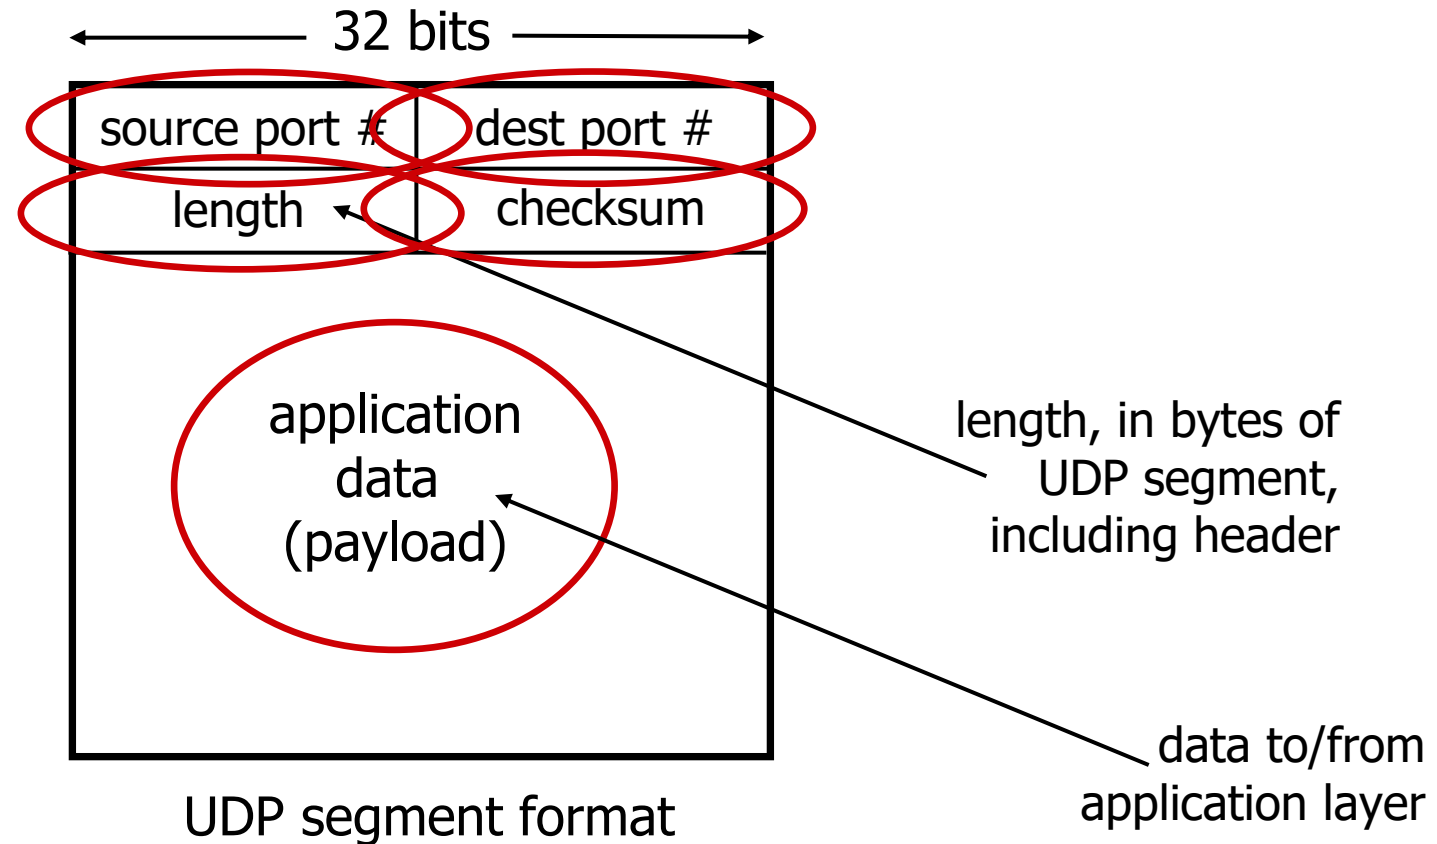 32 bits
source port #
dest port #
length
checksum
application
data
(payload)
length, in bytes of
UDP segment,
including header
data to/from
application layer
UDP segment format